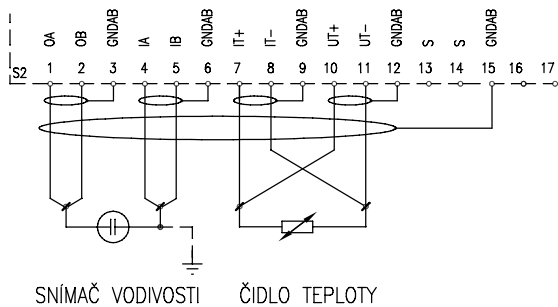 OA OB GNDAB IA IB GNDAB IT+ IT- GNDAB UT+ UT- GNDAB S S GNDAB
S2 1 2 3 4 5 6 7 8 9 10 11 12 13 14 15 16 17
SNÍMAČ VODIVOSTI ČIDLO TEPLOTY